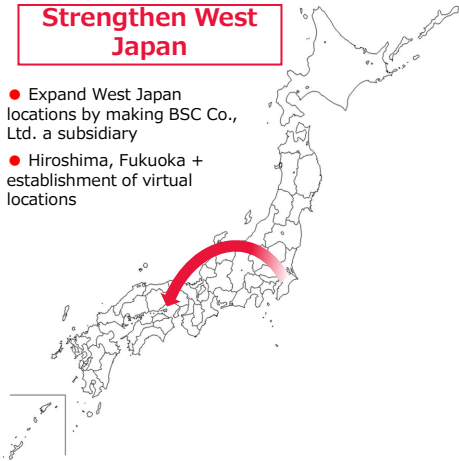 Strengthen West
Japan
● Expand West Japan
locations by making BSC Co.,
Ltd. a subsidiary
● Hiroshima, Fukuoka +
establishment of virtual
locations